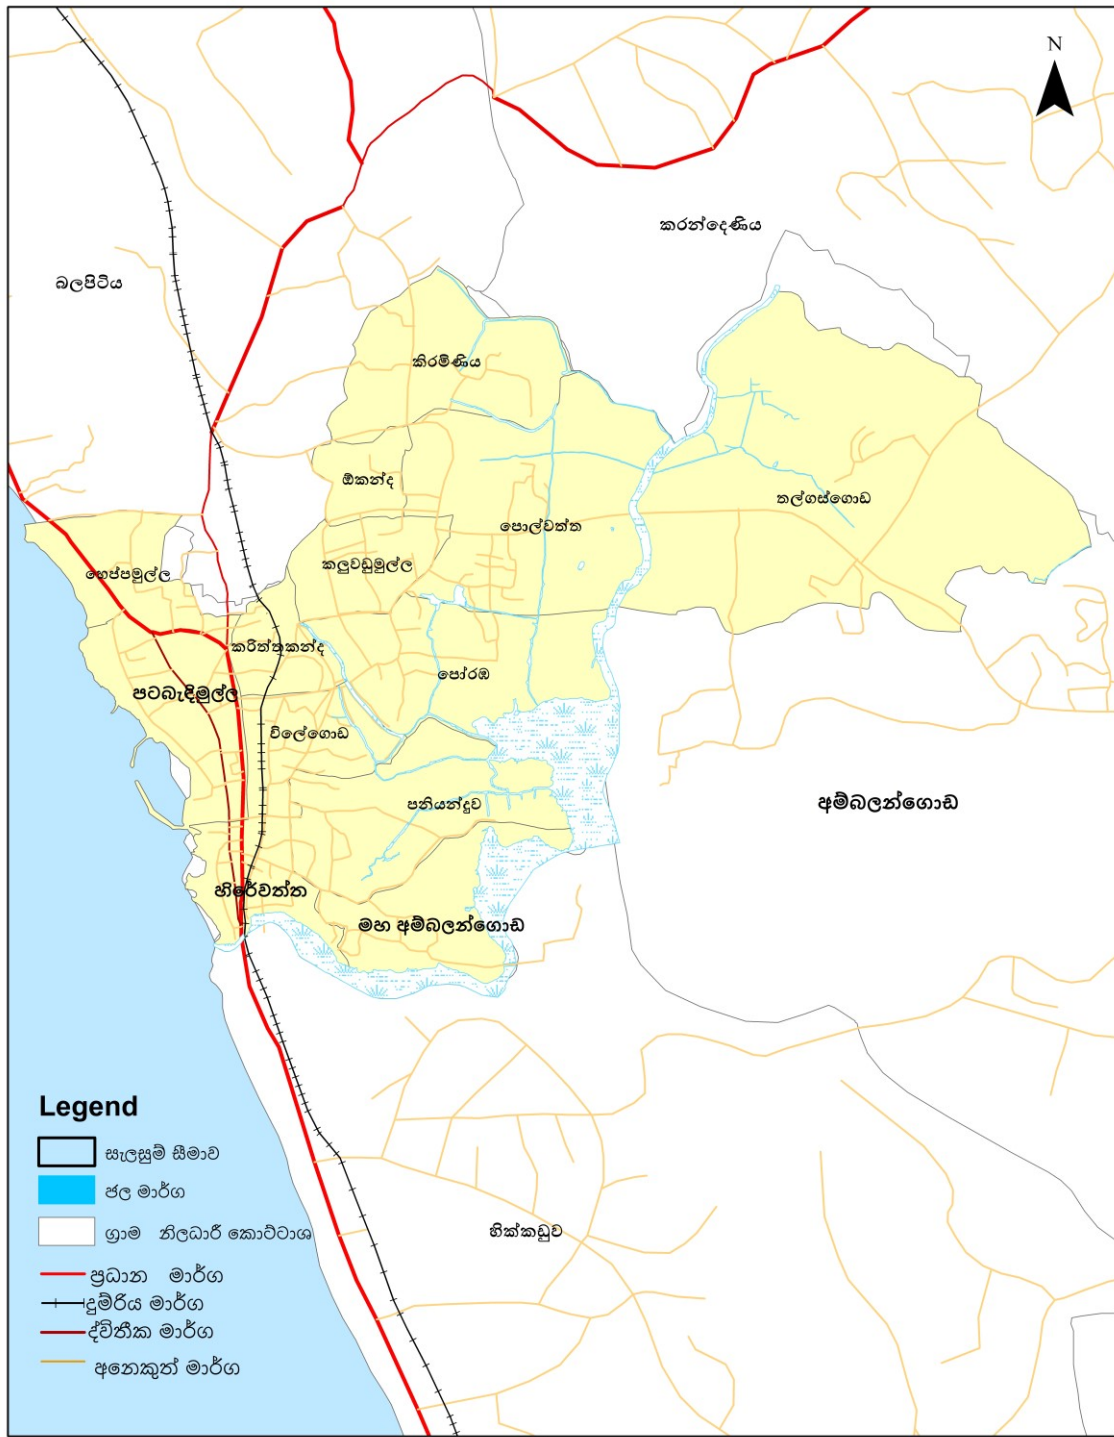 N
කරන්දෙණිය
බලපිටිය
කිරම්ණිය
ඕකන්ද
තල්ගස්ගොඩ
පොල්වත්ත
කලුවඩුමුල්ල
හෙප්පමුල්ල
කරිත්තකන්ද
පෝරඹ
පටබැඳිමුල්ල
විලේගොඩ
පනියන්දුව
අම්බලන්ගොඩ
හිරේවත්ත
මහ අම්බලන්ගොඩ
Legend
සැලසුම් සීමාව
ජල මාර්ග
ග්‍රාම නිලධාරී කොට්ටාශ
ප්‍රධාන මාර්ග
දුම්රිය මාර්ග
ද්විතීක මාර්ග
අනෙකුත් මාර්ග
හික්කඩුව